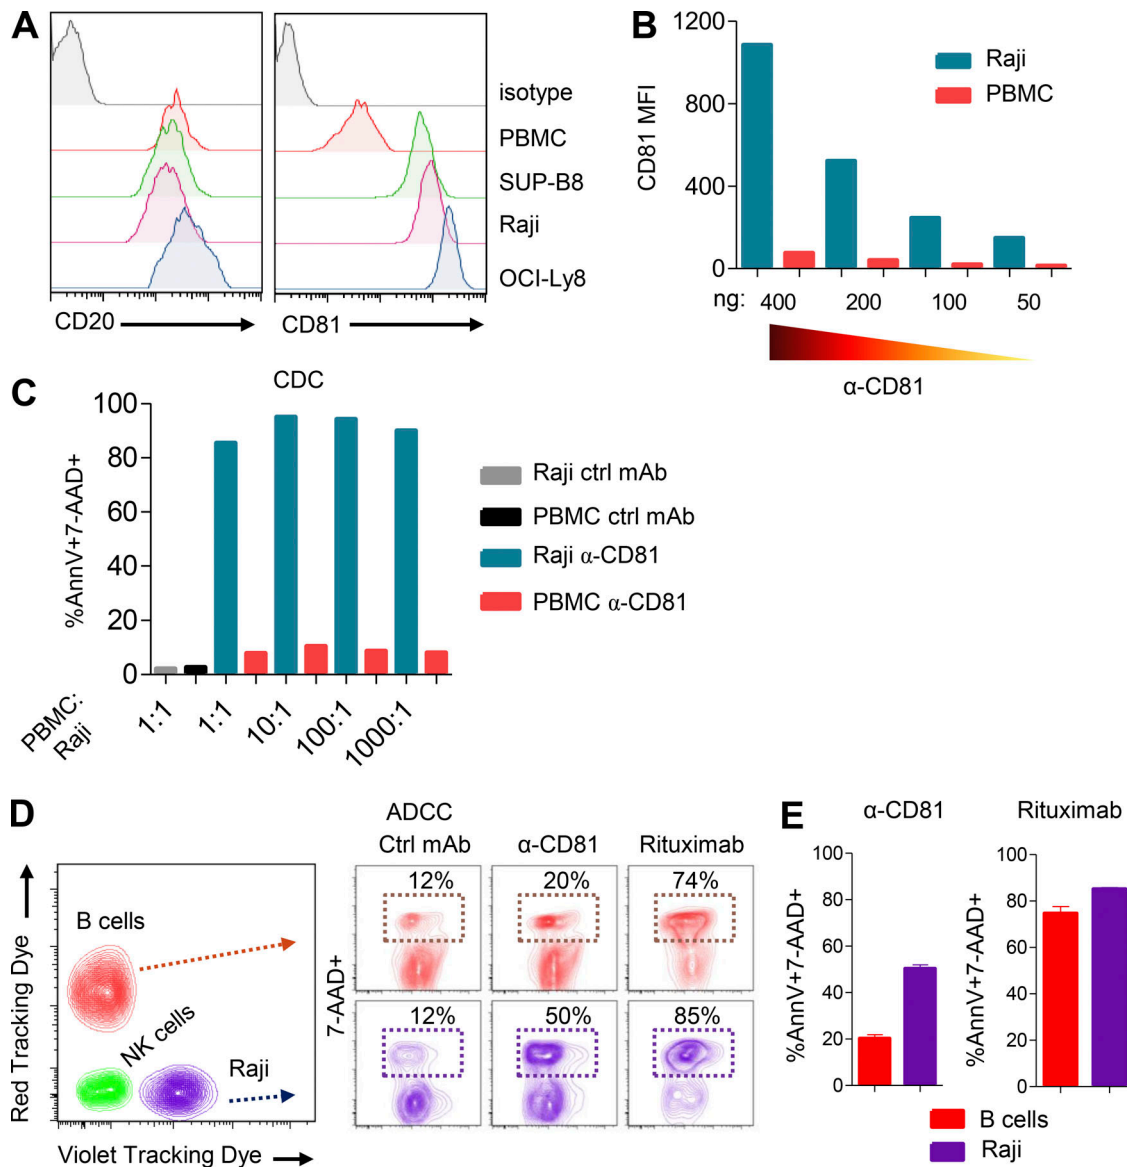 A
isotype
PBMC
SUP-B8
Raji
OCI-Ly8
CD20
CD81
B
1200
1000
800
400
0
CD81 MFI
Raji
PBMC
ng: 400 200 100 50
α-CD81
C
CDC
100
80
60
40
20
0
%AnnV+7-AAD+
Raji ctrl mAb
PBMC ctrl mAb
Raji α-CD81
PBMC α-CD81
PBMC:
Raji
1:1 1:1 10:1 100:1 1000:1
D
Red Tracking Dye
B cells
NK cells
Raji
Violet Tracking Dye
ADCC
Ctrl mAb α-CD81 Rituximab
7-AAD+
12% 20% 74%
12% 50% 85%
E
α-CD81 Rituximab
%AnnV+7-AAD+
100
80
60
40
20
0
%AnnV+7-AAD+
100
80
60
40
20
0
B cells
Raji